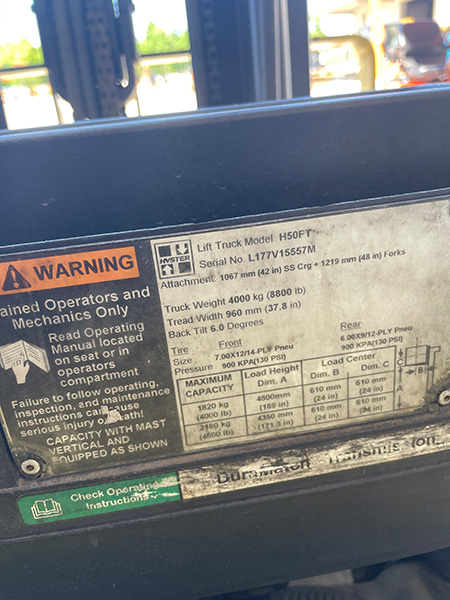 WARNING
ained Operators and
Mechanics Only
Read Operating
Manual located
on seat or in
operators
compartment
Failure to follow operating,
inspection, and maintenance
instructions can cause
serious injury or death!
CAPACITY WITH MAST
VERTICAL AND
EQUIPPED AS SHOWN
HYSTER
Lift Truck Model H50FT
Serial No. L177V15557M
Attachment: 1067 mm (42 in) SS Crg + 1219 mm (48 in) Forks
Truck Weight 4000 kg (8800 lb)
Tread Width 960 mm (37.8 in)
Back Tilt 6.0 Degrees
Tire Front Rear
Size 7.00X12/14-PLY Pneu 6.00X9/12-PLY Pneu
Pressure 900 KPA(130 PSI) 900 KPA(130 PSI)
MAXIMUM CAPACITY Load Height Dim. A Load Center Dim. B Dim. C
1820 kg 4800mm 610 mm 610 mm
(4000 lb) (189 in) (24 in) (24 in)
2160 kg 4350 mm 610 mm 610 mm
(4800 lb) (171.3 in) (24 in) (24 in)
C
B
A
Check Operating
Instructions
DuraMatch Transmission